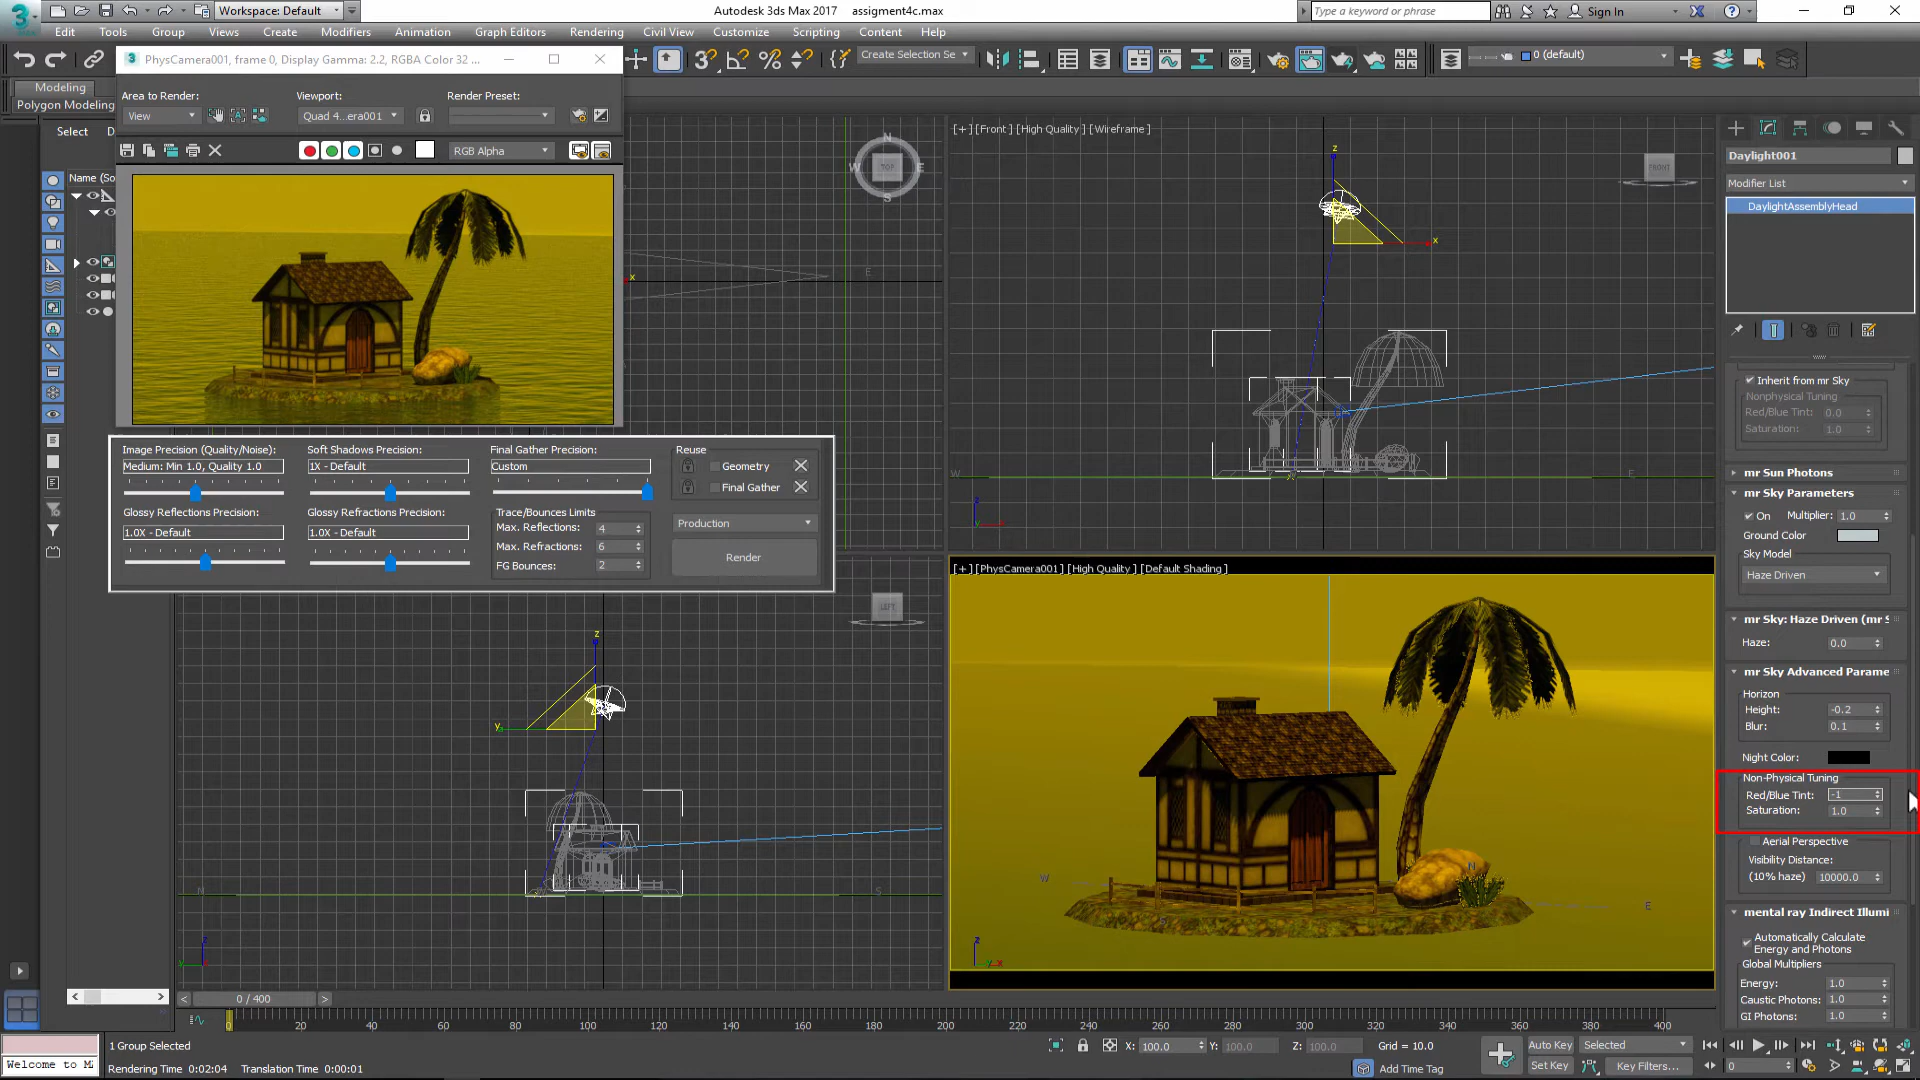 Workspace: Default
Autodesk 3ds Max 2017 assigment4c.max
Type a keyword or phrase
Sign In
Edit Tools Group Views Create Modifiers Animation Graph Editors Rendering Civil View Customize Scripting Content Help
PhysCamera001, frame 0, Display Gamma: 2.2, RGBA Color 32 ...
Create Selection Se
0 (default)
Modeling
Polygon Modeling
Area to Render:
Viewport:
Render Preset:
View
Quad 4...era001
RGB Alpha
Select
D
Name (So
[+] [Front ] [High Quality ] [Wireframe ]
TOP
N
E
S
W
FRONT
Daylight001
Modifier List
DaylightAssemblyHead
Inherit from mr Sky
Nonphysical Tuning
Red/Blue Tint: 0.0
Saturation: 1.0
mr Sun Photons
mr Sky Parameters
On Multiplier: 1.0
Ground Color
Sky Model
Haze Driven
mr Sky: Haze Driven (mr S
Haze: 0.0
mr Sky Advanced Parame
Horizon
Height: -0.2
Blur: 0.1
Night Color:
Non-Physical Tuning
Red/Blue Tint: -1
Saturation: 1.0
Aerial Perspective
Visibility Distance:
(10% haze) 10000.0
mental ray Indirect Illumi
Automatically Calculate
Energy and Photons
Global Multipliers
Energy: 1.0
Caustic Photons: 1.0
GI Photons: 1.0
Image Precision (Quality/Noise):
Medium: Min 1.0, Quality 1.0
Soft Shadows Precision:
1X - Default
Final Gather Precision:
Custom
Reuse
Geometry
Final Gather
Glossy Reflections Precision:
1.0X - Default
Glossy Refractions Precision:
1.0X - Default
Trace/Bounces Limits
Max. Reflections: 4
Max. Refractions: 6
FG Bounces: 2
Production
Render
[+] [PhysCamera001] [High Quality ] [Default Shading ]
LEFT
0 / 400
0 20 40 60 80 100 120 140 160 180 200 220 240 260 280 300 320 340 360 380 400
1 Group Selected
X: 100.0 Y: 100.0 Z: 100.0
Grid = 10.0
Auto Key
Selected
Welcome to M
Rendering Time: 0:02:04 Translation Time: 0:00:01
Add Time Tag
Set Key
Key Filters...
0